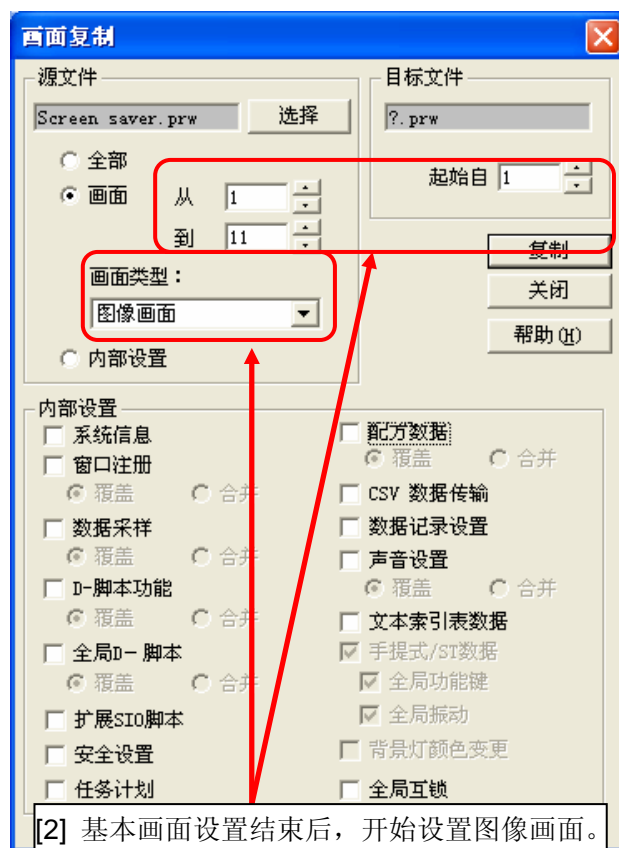 画面复制
源文件
Screen saver.prw 选择
全部
画面 从 1
到 11
画面类型：
图像画面
内部设置
目标文件
?.prw
起始自 1
复制
关闭
帮助(H)
内部设置
系统信息
窗口注册
覆盖 合并
数据采样
覆盖 合并
D-脚本功能
覆盖 合并
全局D- 脚本
覆盖 合并
扩展SIO脚本
安全设置
任务计划
配方数据
覆盖 合并
CSV 数据传输
数据记录设置
声音设置
覆盖 合并
文本索引表数据
手提式/ST数据
全局功能键
全局振动
背景灯颜色变更
全局互锁
[2] 基本画面设置结束后，开始设置图像画面。